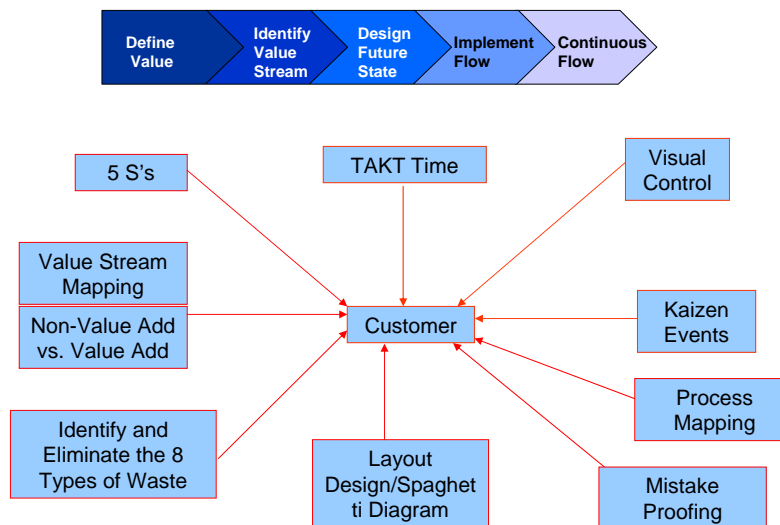 Define
Value
Identify
Value
Stream
Design
Future
State
Implement
Flow
Continuous
Flow
5 S's
TAKT Time
Visual
Control
Value Stream
Mapping
Non-Value Add
vs. Value Add
Customer
Kaizen
Events
Process
Mapping
Identify and
Eliminate the 8
Types of Waste
Layout
Design/Spaghet
ti Diagram
Mistake
Proofing